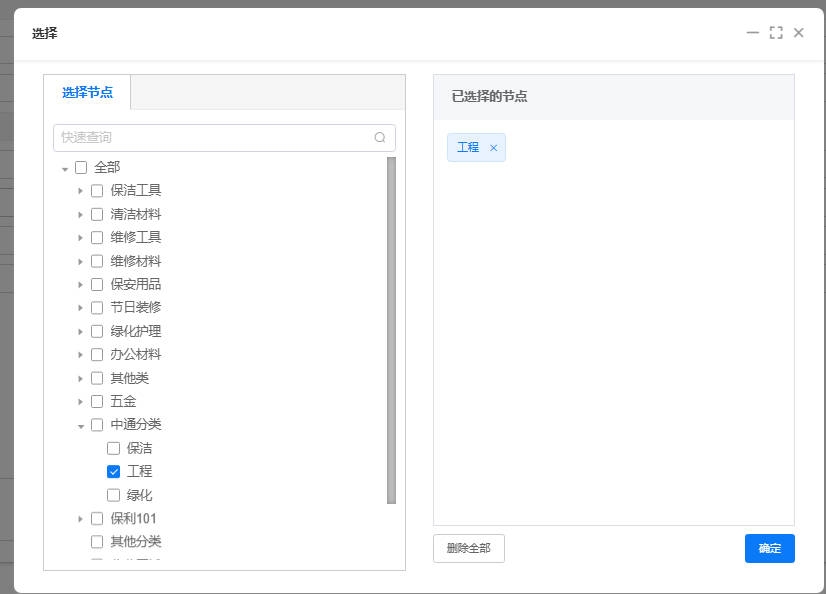 选择
选择节点
快速查询
全部
保洁工具
清洁材料
维修工具
维修材料
保安用品
节日装修
绿化护理
办公材料
其他类
五金
中通分类
保洁
工程
绿化
保利101
其他分类
已选择的节点
工程
删除全部
确定